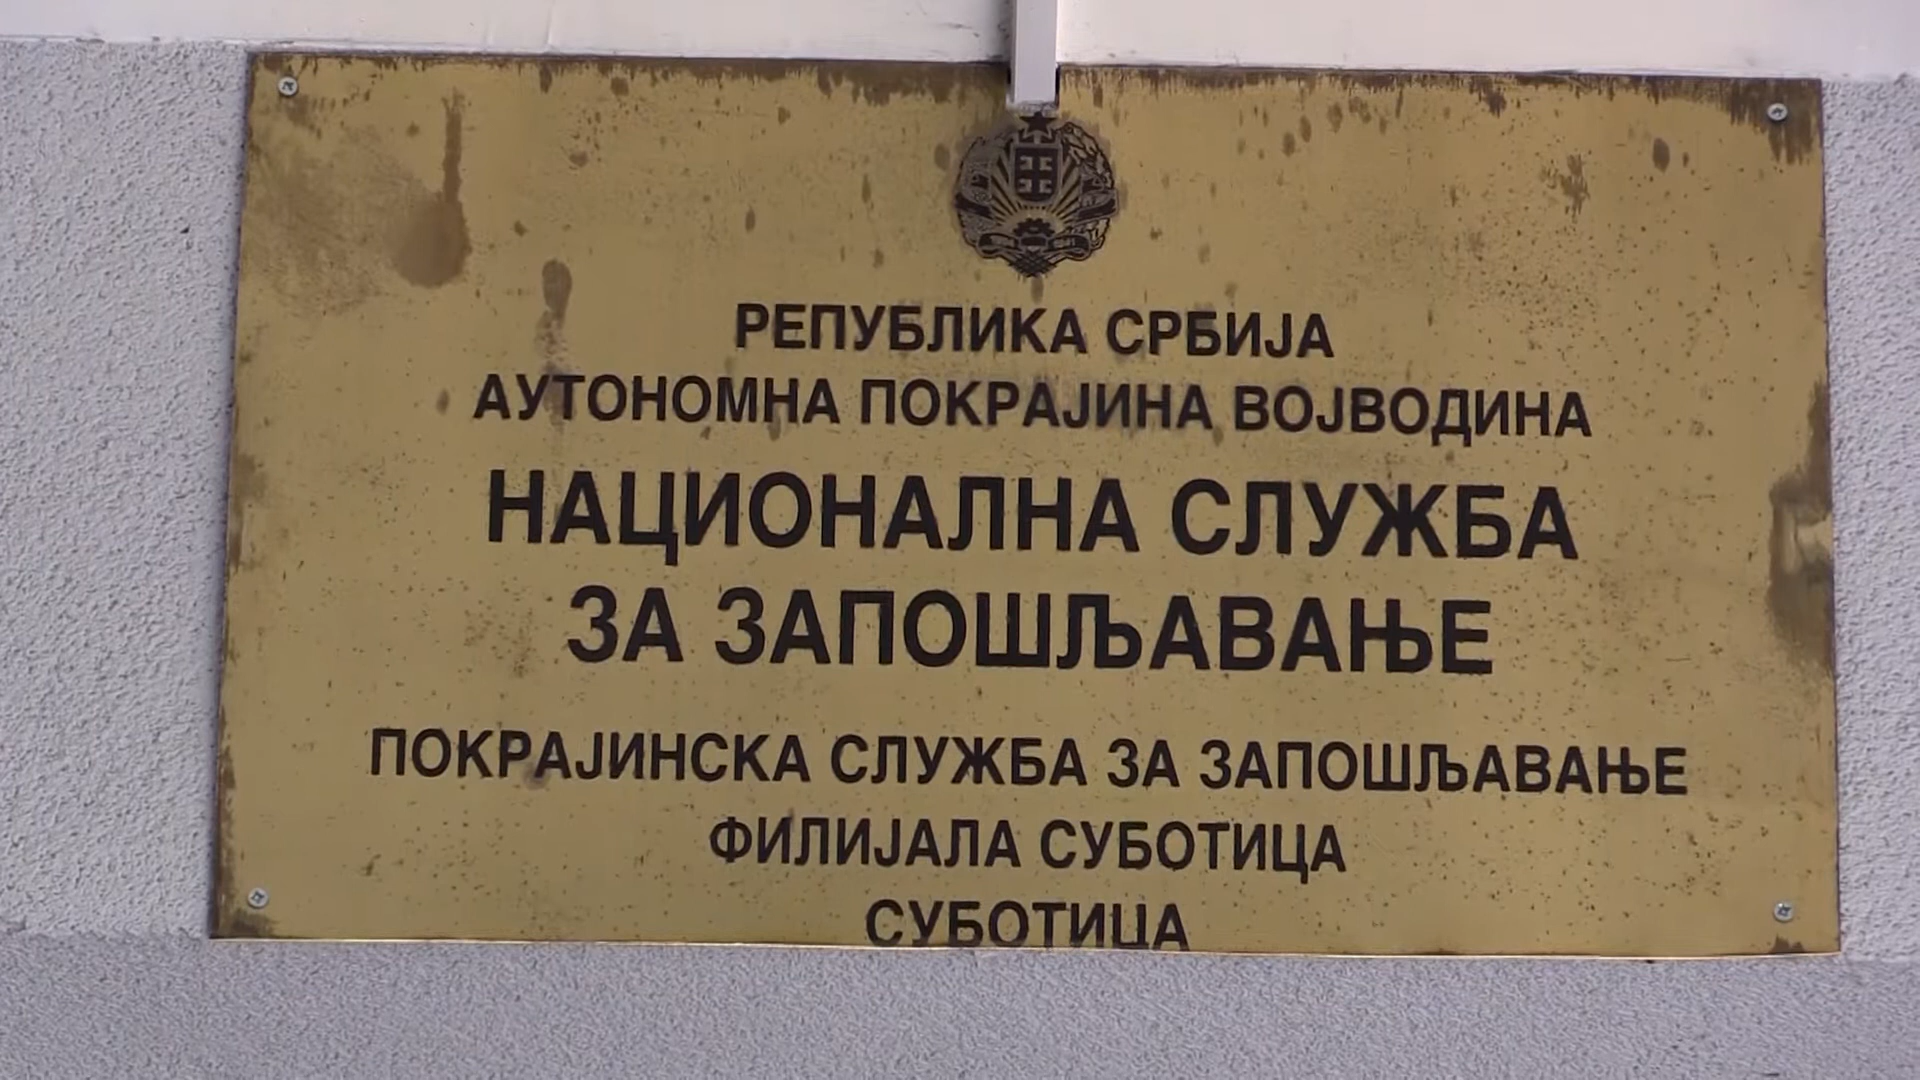 РЕПУБЛИКА СРБИЈА
АУТОНОМНА ПОКРАЈИНА ВОЈВОДИНА
НАЦИОНАЛНА СЛУЖБА
ЗА ЗАПОШЉАВАЊЕ
ПОКРАЈИНСКА СЛУЖБА ЗА ЗАПОШЉАВАЊЕ
ФИЛИЈАЛА СУБОТИЦА
СУБОТИЦА